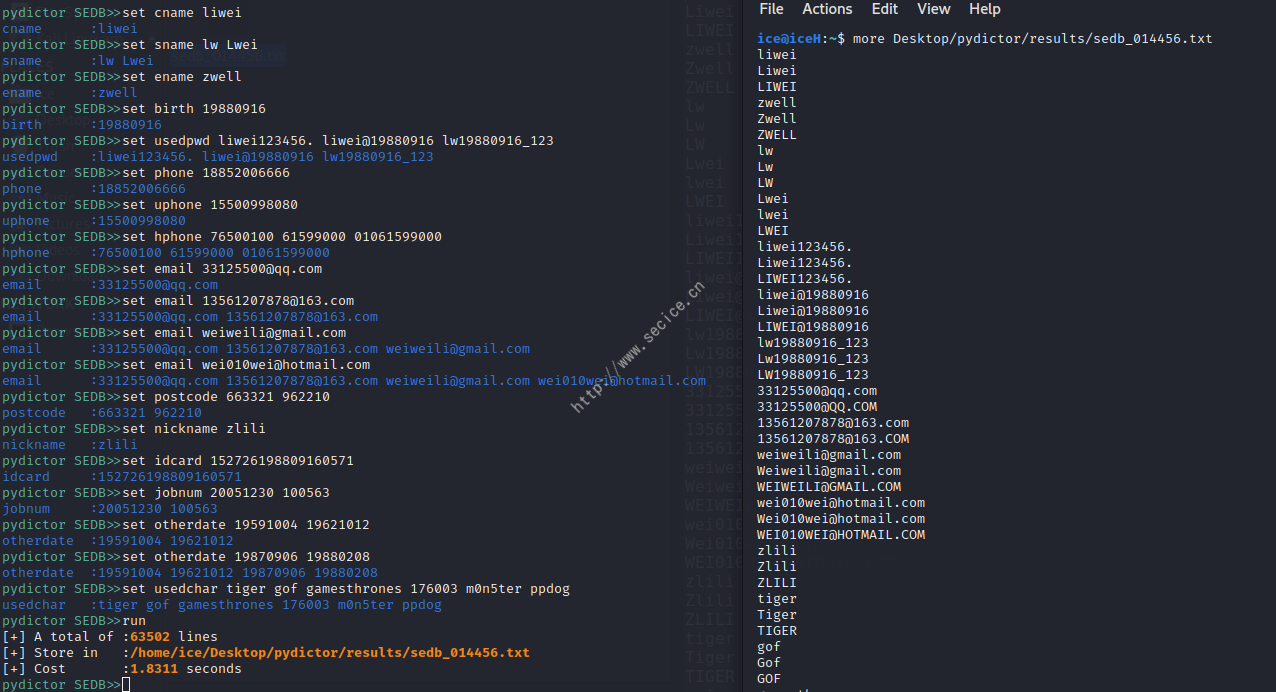 pydictor SEDB>>set cname liwei
cname      :liwei
pydictor SEDB>>set sname lw Lwei
sname      :lw Lwei
pydictor SEDB>>set ename zwell
ename      :zwell
pydictor SEDB>>set birth 19880916
birth      :19880916
pydictor SEDB>>set usedpwd liwei123456. liwei@19880916 lw19880916_123
usedpwd    :liwei123456. liwei@19880916 lw19880916_123
pydictor SEDB>>set phone 18852006666
phone      :18852006666
pydictor SEDB>>set uphone 15500998080
uphone     :15500998080
pydictor SEDB>>set hphone 76500100 61599000 01061599000
hphone     :76500100 61599000 01061599000
pydictor SEDB>>set email 33125500@qq.com
email      :33125500@qq.com
pydictor SEDB>>set email 13561207878@163.com
email      :33125500@qq.com 13561207878@163.com
pydictor SEDB>>set email weiweili@gmail.com
email      :33125500@qq.com 13561207878@163.com weiweili@gmail.com
pydictor SEDB>>set email wei010wei@hotmail.com
email      :33125500@qq.com 13561207878@163.com weiweili@gmail.com wei010wei@hotmail.com
pydictor SEDB>>set postcode 663321 962210
postcode   :663321 962210
pydictor SEDB>>set nickname zlili
nickname   :zlili
pydictor SEDB>>set idcard 152726198809160571
idcard     :152726198809160571
pydictor SEDB>>set jobnum 20051230 100563
jobnum     :20051230 100563
pydictor SEDB>>set otherdate 19591004 19621012
otherdate  :19591004 19621012
pydictor SEDB>>set otherdate 19870906 19880208
otherdate  :19591004 19621012 19870906 19880208
pydictor SEDB>>set usedchar tiger gof gamesthrones 176003 m0n5ter ppdog
usedchar   :tiger gof gamesthrones 176003 m0n5ter ppdog
pydictor SEDB>>run
[+] A total of :63502 lines
[+] Store in   :/home/ice/Desktop/pydictor/results/sedb_014456.txt
[+] Cost       :1.8311 seconds
pydictor SEDB>>
http://www.secice.cn
File Actions Edit View Help
ice@iceH:~$ more Desktop/pydictor/results/sedb_014456.txt
liwei
Liwei
LIWEI
zwell
Zwell
ZWELL
lw
Lw
LW
Lwei
lwei
LWEI
liwei123456.
Liwei123456.
LIWEI123456.
liwei@19880916
Liwei@19880916
LIWEI@19880916
lw19880916_123
Lw19880916_123
LW19880916_123
33125500@qq.com
33125500@QQ.COM
13561207878@163.com
13561207878@163.COM
weiweili@gmail.com
Weiweili@gmail.com
WEIWEILI@GMAIL.COM
wei010wei@hotmail.com
Wei010wei@hotmail.com
WEI010WEI@HOTMAIL.COM
zlili
Zlili
ZLILI
tiger
Tiger
TIGER
gof
Gof
GOF